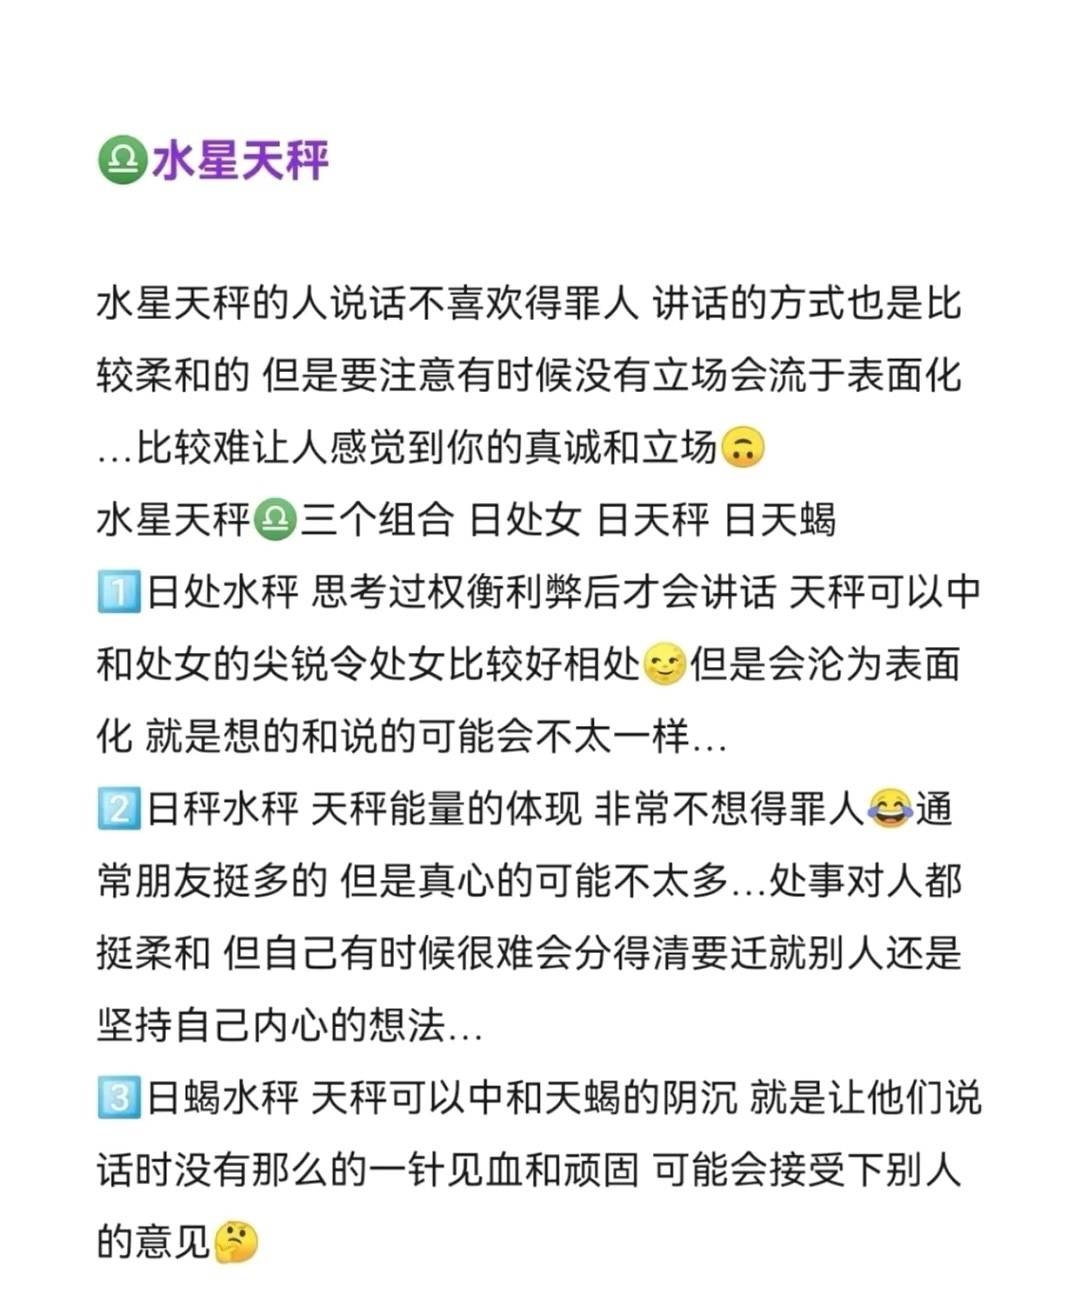 ♎水星天秤
水星天秤的人说话不喜欢得罪人 讲话的方式也是比
较柔和的 但是要注意有时候没有立场会流于表面化
...比较难让人感觉到你的真诚和立场🙃
水星天秤♎三个组合 日处女 日天秤 日天蝎
1️⃣日处水秤 思考过权衡利弊后才会讲话 天秤可以中
和处女的尖锐令处女比较好相处🌝但是会沦为表面
化 就是想的和说的可能会不太一样...
2️⃣日秤水秤 天秤能量的体现 非常不想得罪人😂通
常朋友挺多的 但是真心的可能不太多...处事对人都
挺柔和 但自己有时候很难会分得清要迁就别人还是
坚持自己内心的想法...
3️⃣日蝎水秤 天秤可以中和天蝎的阴沉 就是让他们说
话时没有那么的一针见血和顽固 可能会接受下别人
的意见🤔